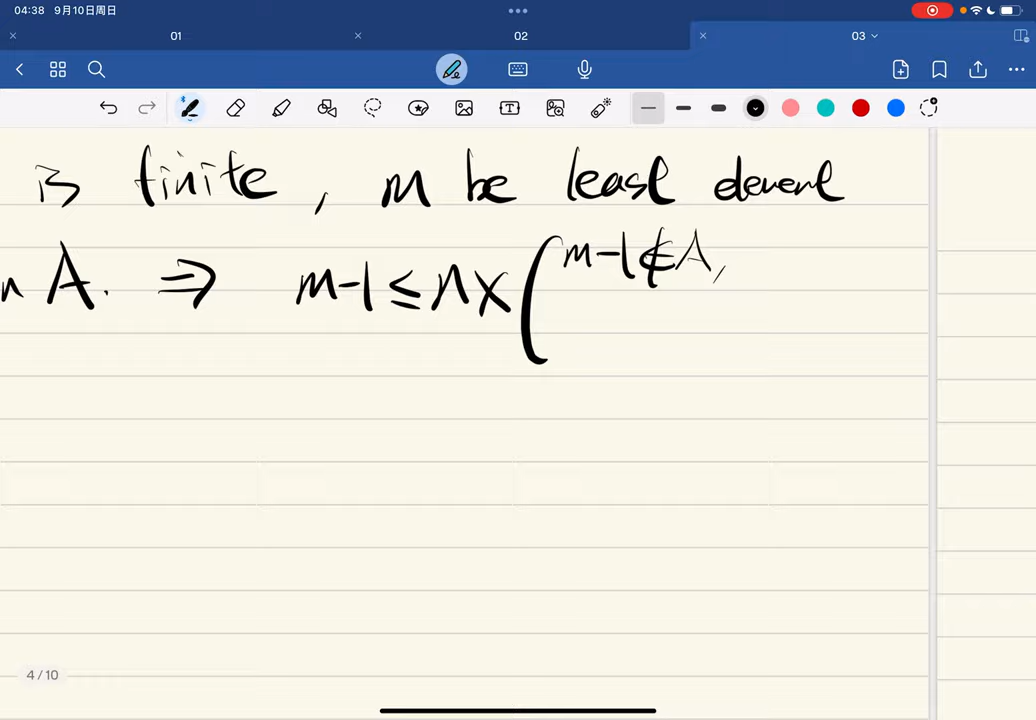 04:38 9月10日周日
01 02 03
is finite, m be least element
n A. ⇒ m-1 ≤ nx ( m-1 ∉ A,
4 / 10